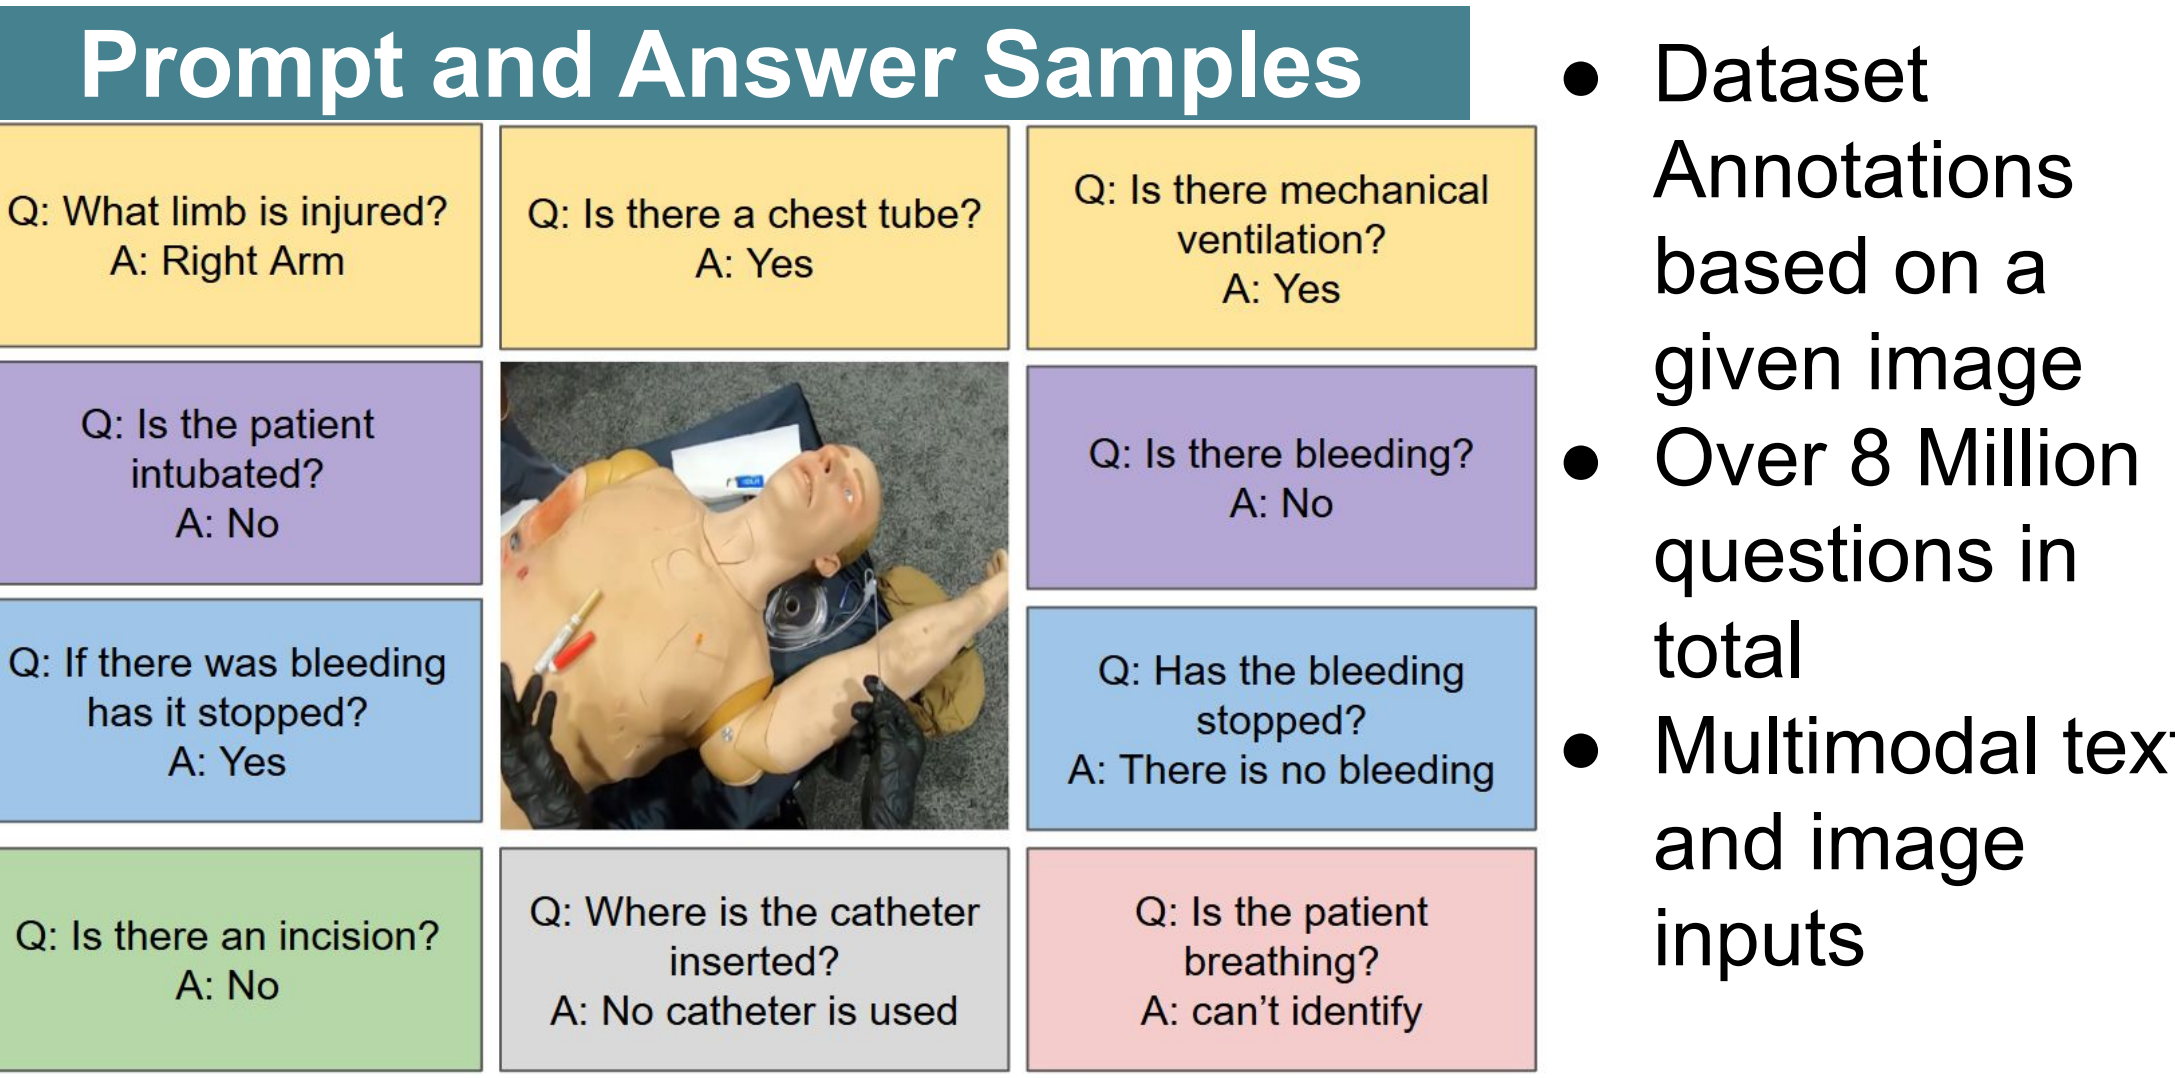 Prompt and Answer Samples
Q: What limb is injured?
A: Right Arm
Q: Is there a chest tube?
A: Yes
Q: Is there mechanical
ventilation?
A: Yes
Q: Is the patient
intubated?
A: No
Q: Is there bleeding?
A: No
Q: If there was bleeding
has it stopped?
A: Yes
Q: Has the bleeding
stopped?
A: There is no bleeding
Q: Is there an incision?
A: No
Q: Where is the catheter
inserted?
A: No catheter is used
Q: Is the patient
breathing?
A: can’t identify
● Dataset
Annotations
based on a
given image
● Over 8 Million
questions in
total
● Multimodal text
and image
inputs